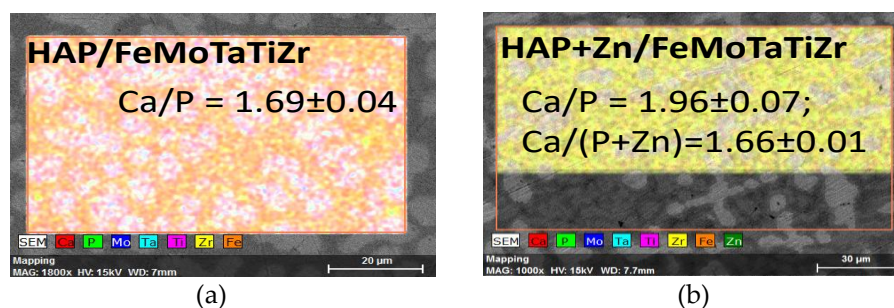 HAP/FeMoTaTiZr
Ca/P = 1.69±0.04
SEM Ca P Mo Ta Ti Zr Fe
Mapping
MAG: 1800x HV: 15kV WD: 7mm
20 µm
(a)
HAP+Zn/FeMoTaTiZr
Ca/P = 1.96±0.07;
Ca/(P+Zn)=1.66±0.01
SEM Ca P Mo Ta Ti Zr Fe Zn
Mapping
MAG: 1000x HV: 15kV WD: 7.7mm
30 µm
(b)